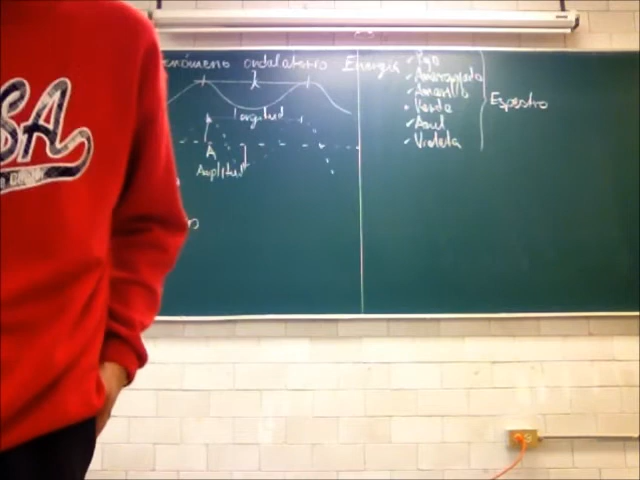 SA
enómeno ondulatorio Energía
λ
Longitud
A
Amplitud
Rojo
Anaranjado
Amarillo
Verde
Azul
Violeta
Espectro